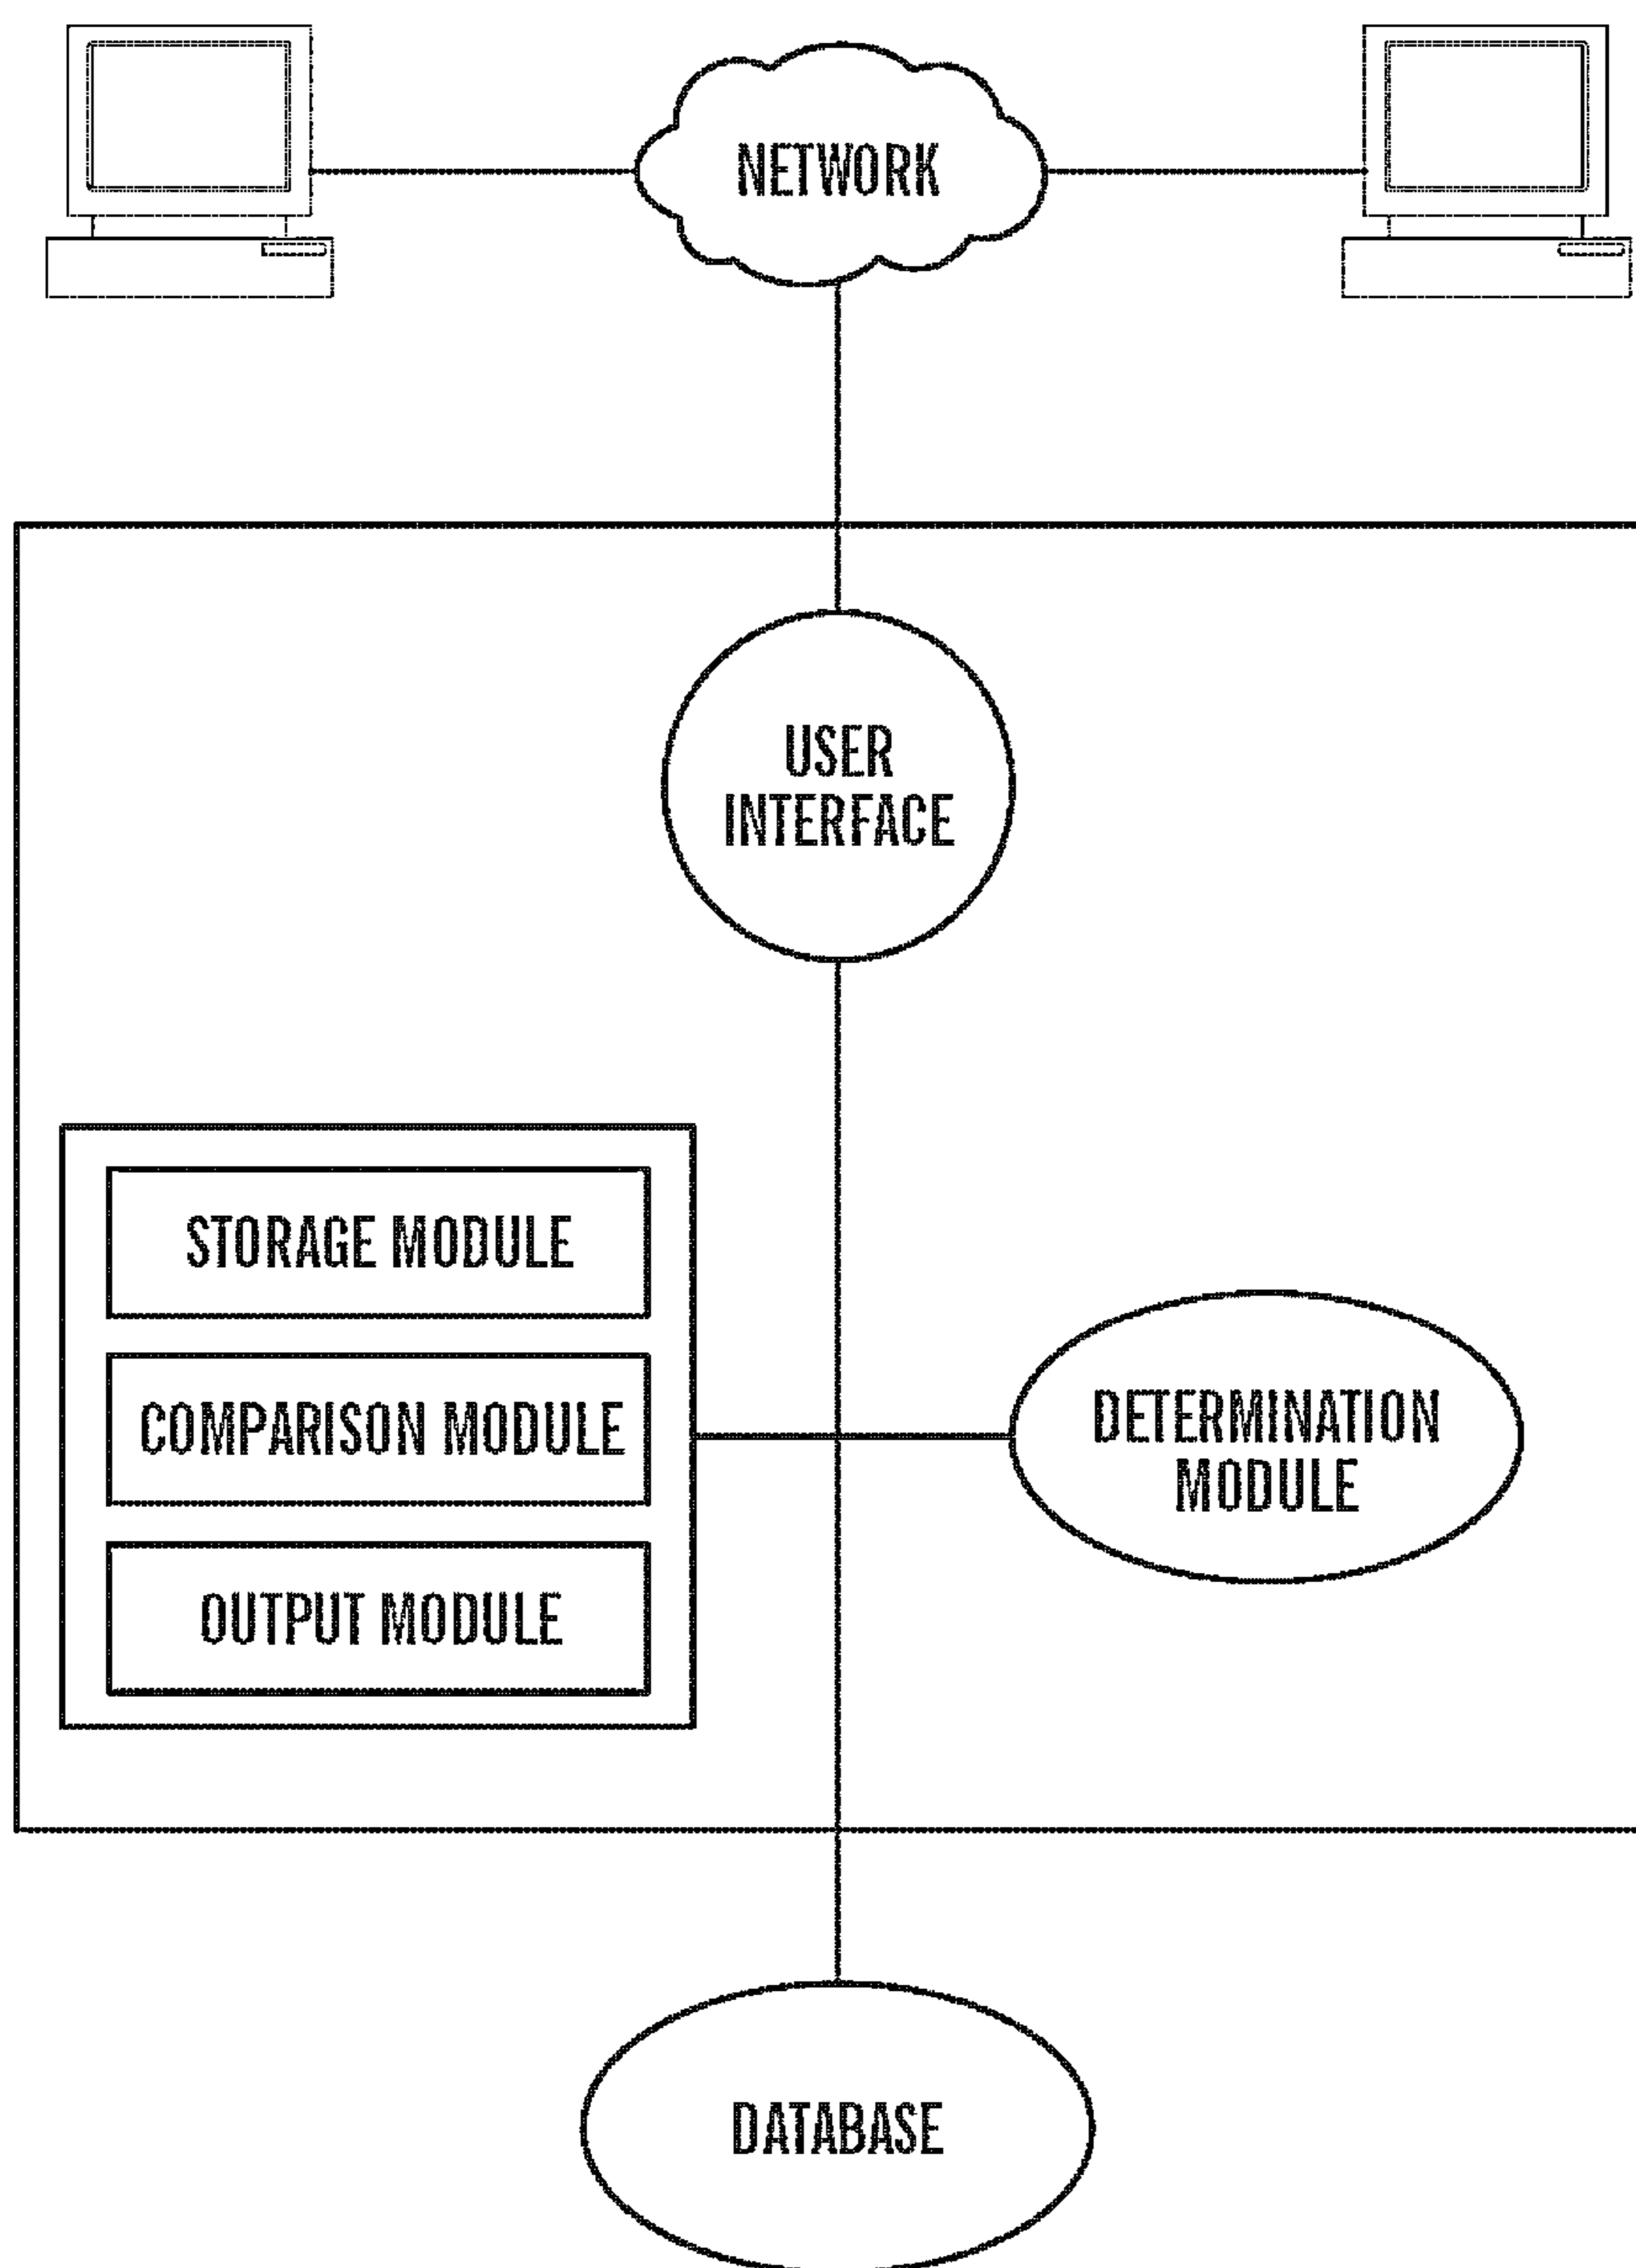 NETWORK
USER
INTERFACE
STORAGE MODULE
COMPARISON MODULE
OUTPUT MODULE
DETERMINATION
MODULE
DATABASE